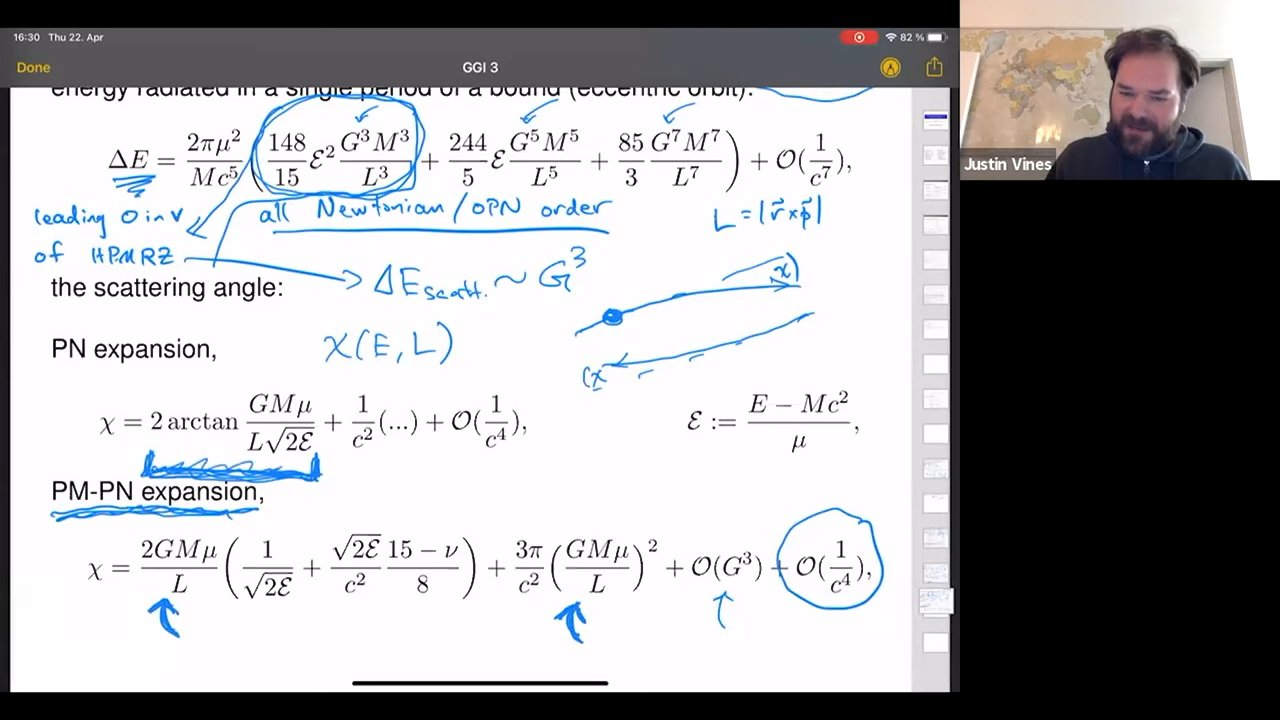 16:30 Thu 22. Apr
82 %
Done
GGI 3
energy radiated in a single period of a bound (eccentric orbit):
ΔE = 2πμ²/Mc⁵ ( 148/15 ℰ² G³M³/L³ + 244/5 ℰ G⁵M⁵/L⁵ + 85/3 G⁷M⁷/L⁷ ) + 𝒪(1/c⁷),
Justin Vines
leading O in v
all Newtonian/0PN order
L = |r⃗ × p⃗|
of HPMRZ
ΔE scatt. ~ G³
χ)
the scattering angle:
PN expansion,
χ(E, L)
(χ
χ = 2 arctan GMμ/L√2ℰ + 1/c² (...) + 𝒪(1/c⁴),
ℰ := E − Mc²/μ,
PM-PN expansion,
χ = 2GMμ/L ( 1/√2ℰ + √2ℰ/c² 15 − ν/8 ) + 3π/c² ( GMμ/L )² + 𝒪(G³) + 𝒪(1/c⁴),